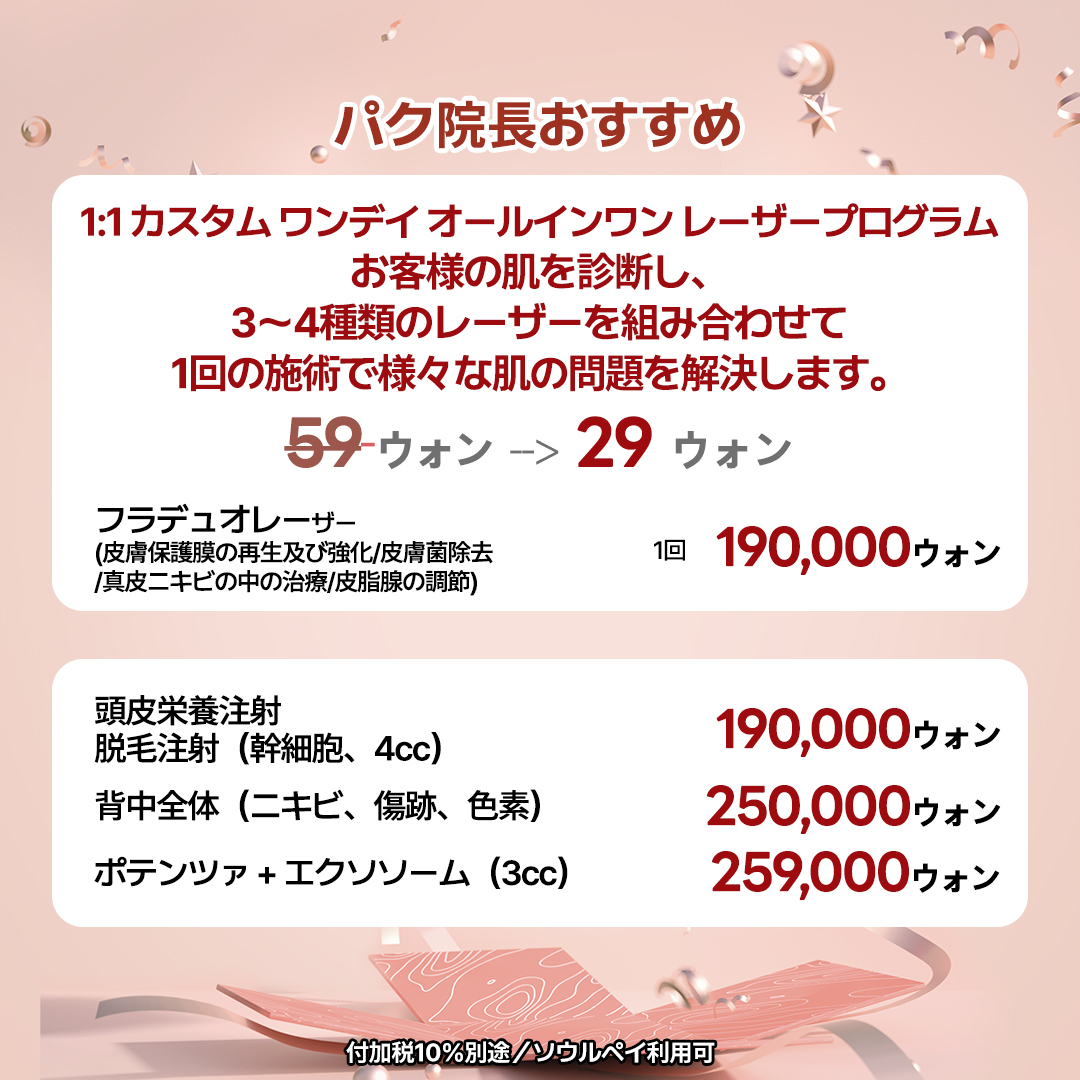 パク院長おすすめ
1:1 カスタム ワンデイ オールインワン レーザープログラム
お客様の肌を診断し、
3〜4種類のレーザーを組み合わせて
1回の施術で様々な肌の問題を解決します。
59 ウォン --> 29 ウォン
フラデュオレーザー
(皮膚保護膜の再生及び強化/皮膚菌除去
/真皮ニキビの中の治療/皮脂腺の調節)
1回 190,000ウォン
頭皮栄養注射
脱毛注射（幹細胞、4cc）
190,000ウォン
背中全体（ニキビ、傷跡、色素） 250,000ウォン
ポテンツァ + エクソソーム（3cc） 259,000ウォン
付加税10%別途／ソウルペイ利用可